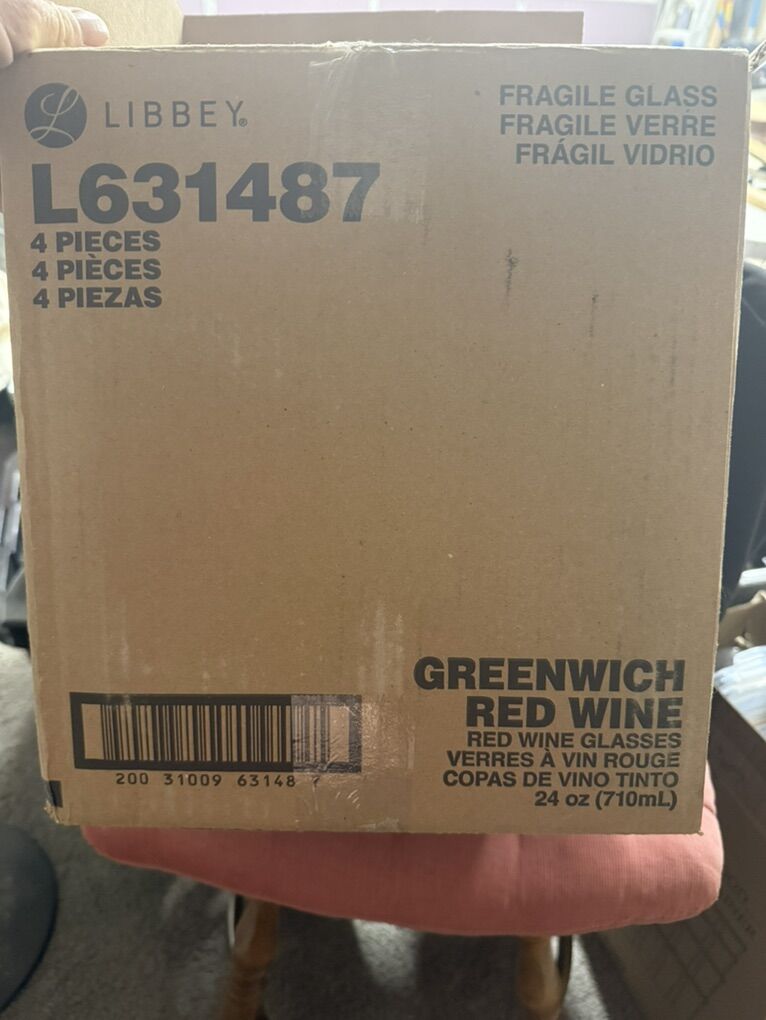 LIBBEY®
FRAGILE GLASS
FRAGILE VERRE
FRÁGIL VIDRIO
L631487
4 PIECES
4 PIÈCES
4 PIEZAS
GREENWICH
RED WINE
RED WINE GLASSES
VERRES À VIN ROUGE
COPAS DE VINO TINTO
24 oz (710mL)
200 31009 63148